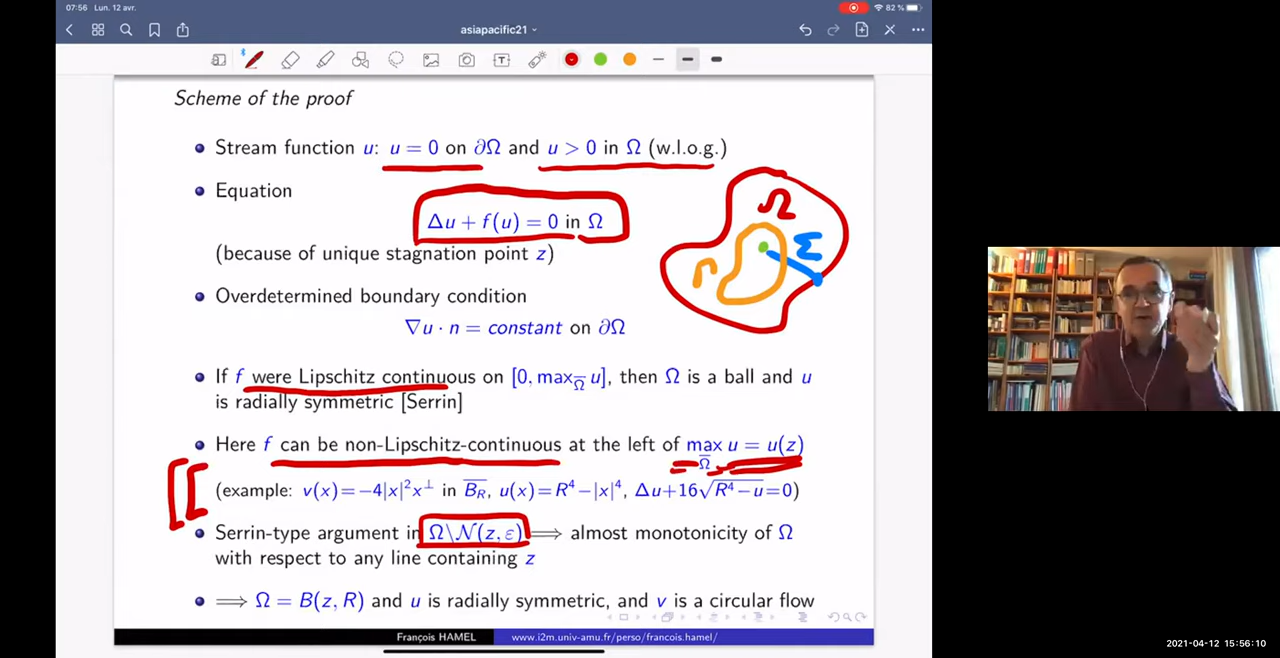 07:56 Lun. 12 avr.
82 %
asiapacific21
Scheme of the proof
Stream function u: u = 0 on ∂Ω and u > 0 in Ω (w.l.o.g.)
Equation
Δu + f(u) = 0 in Ω
(because of unique stagnation point z)
Overdetermined boundary condition
∇u · n = constant on ∂Ω
If f were Lipschitz continuous on [0, max_Ω̅ u], then Ω is a ball and u
is radially symmetric [Serrin]
Here f can be non-Lipschitz-continuous at the left of max_Ω̅ u = u(z)
(example: v(x) = −4|x|²x^⊥ in B_R̅, u(x) = R⁴ − |x|⁴, Δu+16√(R⁴−u)=0)
Serrin-type argument in Ω\N(z, ε) ⟹ almost monotonicity of Ω
with respect to any line containing z
⟹ Ω = B(z, R) and u is radially symmetric, and v is a circular flow
Ω
Γ
Σ
François HAMEL
www.i2m.univ-amu.fr/perso/francois.hamel/
2021-04-12 15:56:10